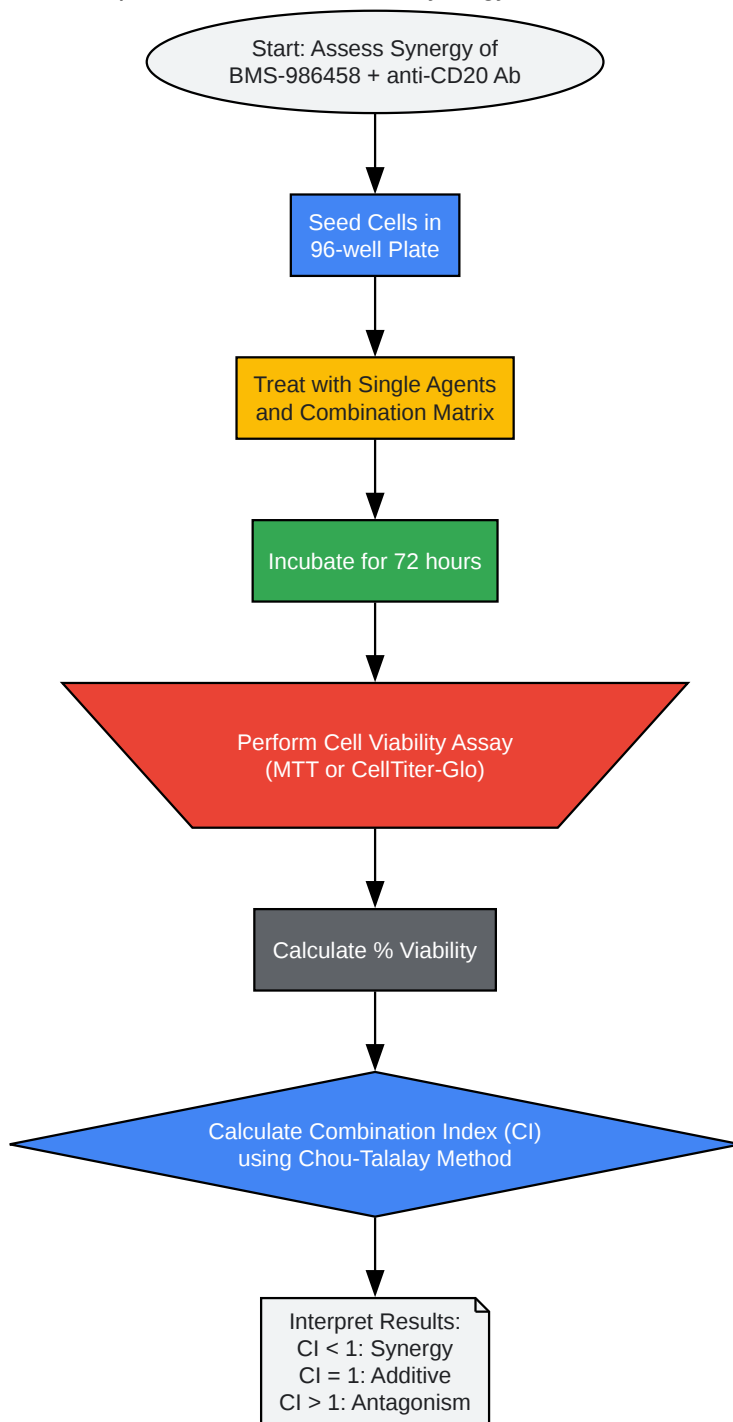 Start: Assess Synergy of
BMS-986458 + anti-CD20 Ab
Seed Cells in
96-well Plate
Treat with Single Agents
and Combination Matrix
Incubate for 72 hours
Perform Cell Viability Assay
(MTT or CellTiter-Glo)
Calculate % Viability
Calculate Combination Index (CI)
using Chou-Talalay Method
Interpret Results:
CI < 1: Synergy
CI = 1: Additive
CI > 1: Antagonism